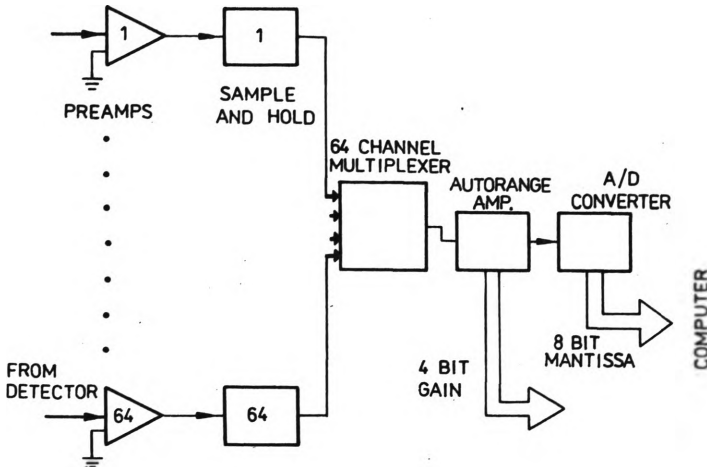 1
1
PREAMPS
SAMPLE
AND HOLD
64 CHANNEL
MULTIPLEXER
AUTORANGE
AMP.
A/D
CONVERTER
COMPUTER
8 BIT
MANTISSA
4 BIT
GAIN
FROM
DETECTOR
64
64